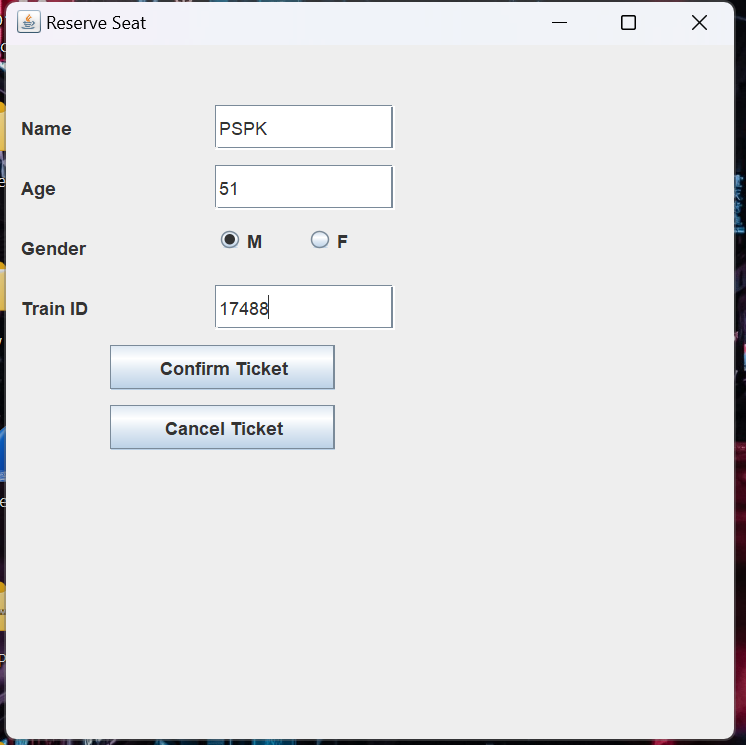 Reserve Seat
Name PSPK
Age 51
Gender M F
Train ID 17488
Confirm Ticket
Cancel Ticket